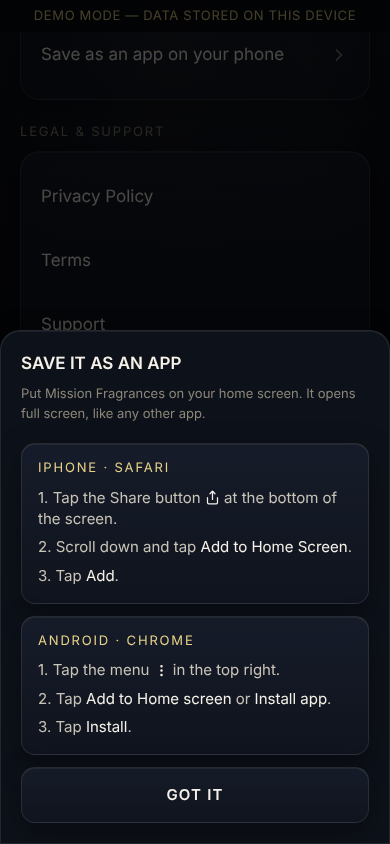 DEMO MODE — DATA STORED ON THIS DEVICE
Save as an app on your phone
LEGAL & SUPPORT
Privacy Policy
Terms
Support
SAVE IT AS AN APP
Put Mission Fragrances on your home screen. It opens
full screen, like any other app.
IPHONE · SAFARI
1. Tap the Share button at the bottom of
the screen.
2. Scroll down and tap Add to Home Screen.
3. Tap Add.
ANDROID · CHROME
1. Tap the menu ⋮ in the top right.
2. Tap Add to Home screen or Install app.
3. Tap Install.
GOT IT